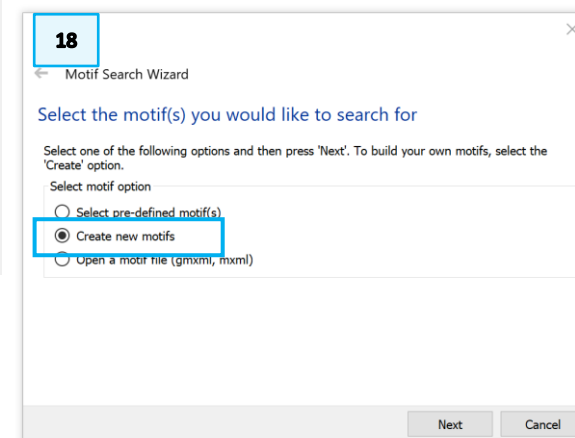 18
Motif Search Wizard
Select the motif(s) you would like to search for
Select one of the following options and then press 'Next'. To build your own motifs, select the
'Create' option.
Select motif option
Select pre-defined motif(s)
Create new motifs
Open a motif file (gmxml, mxml)
Next Cancel